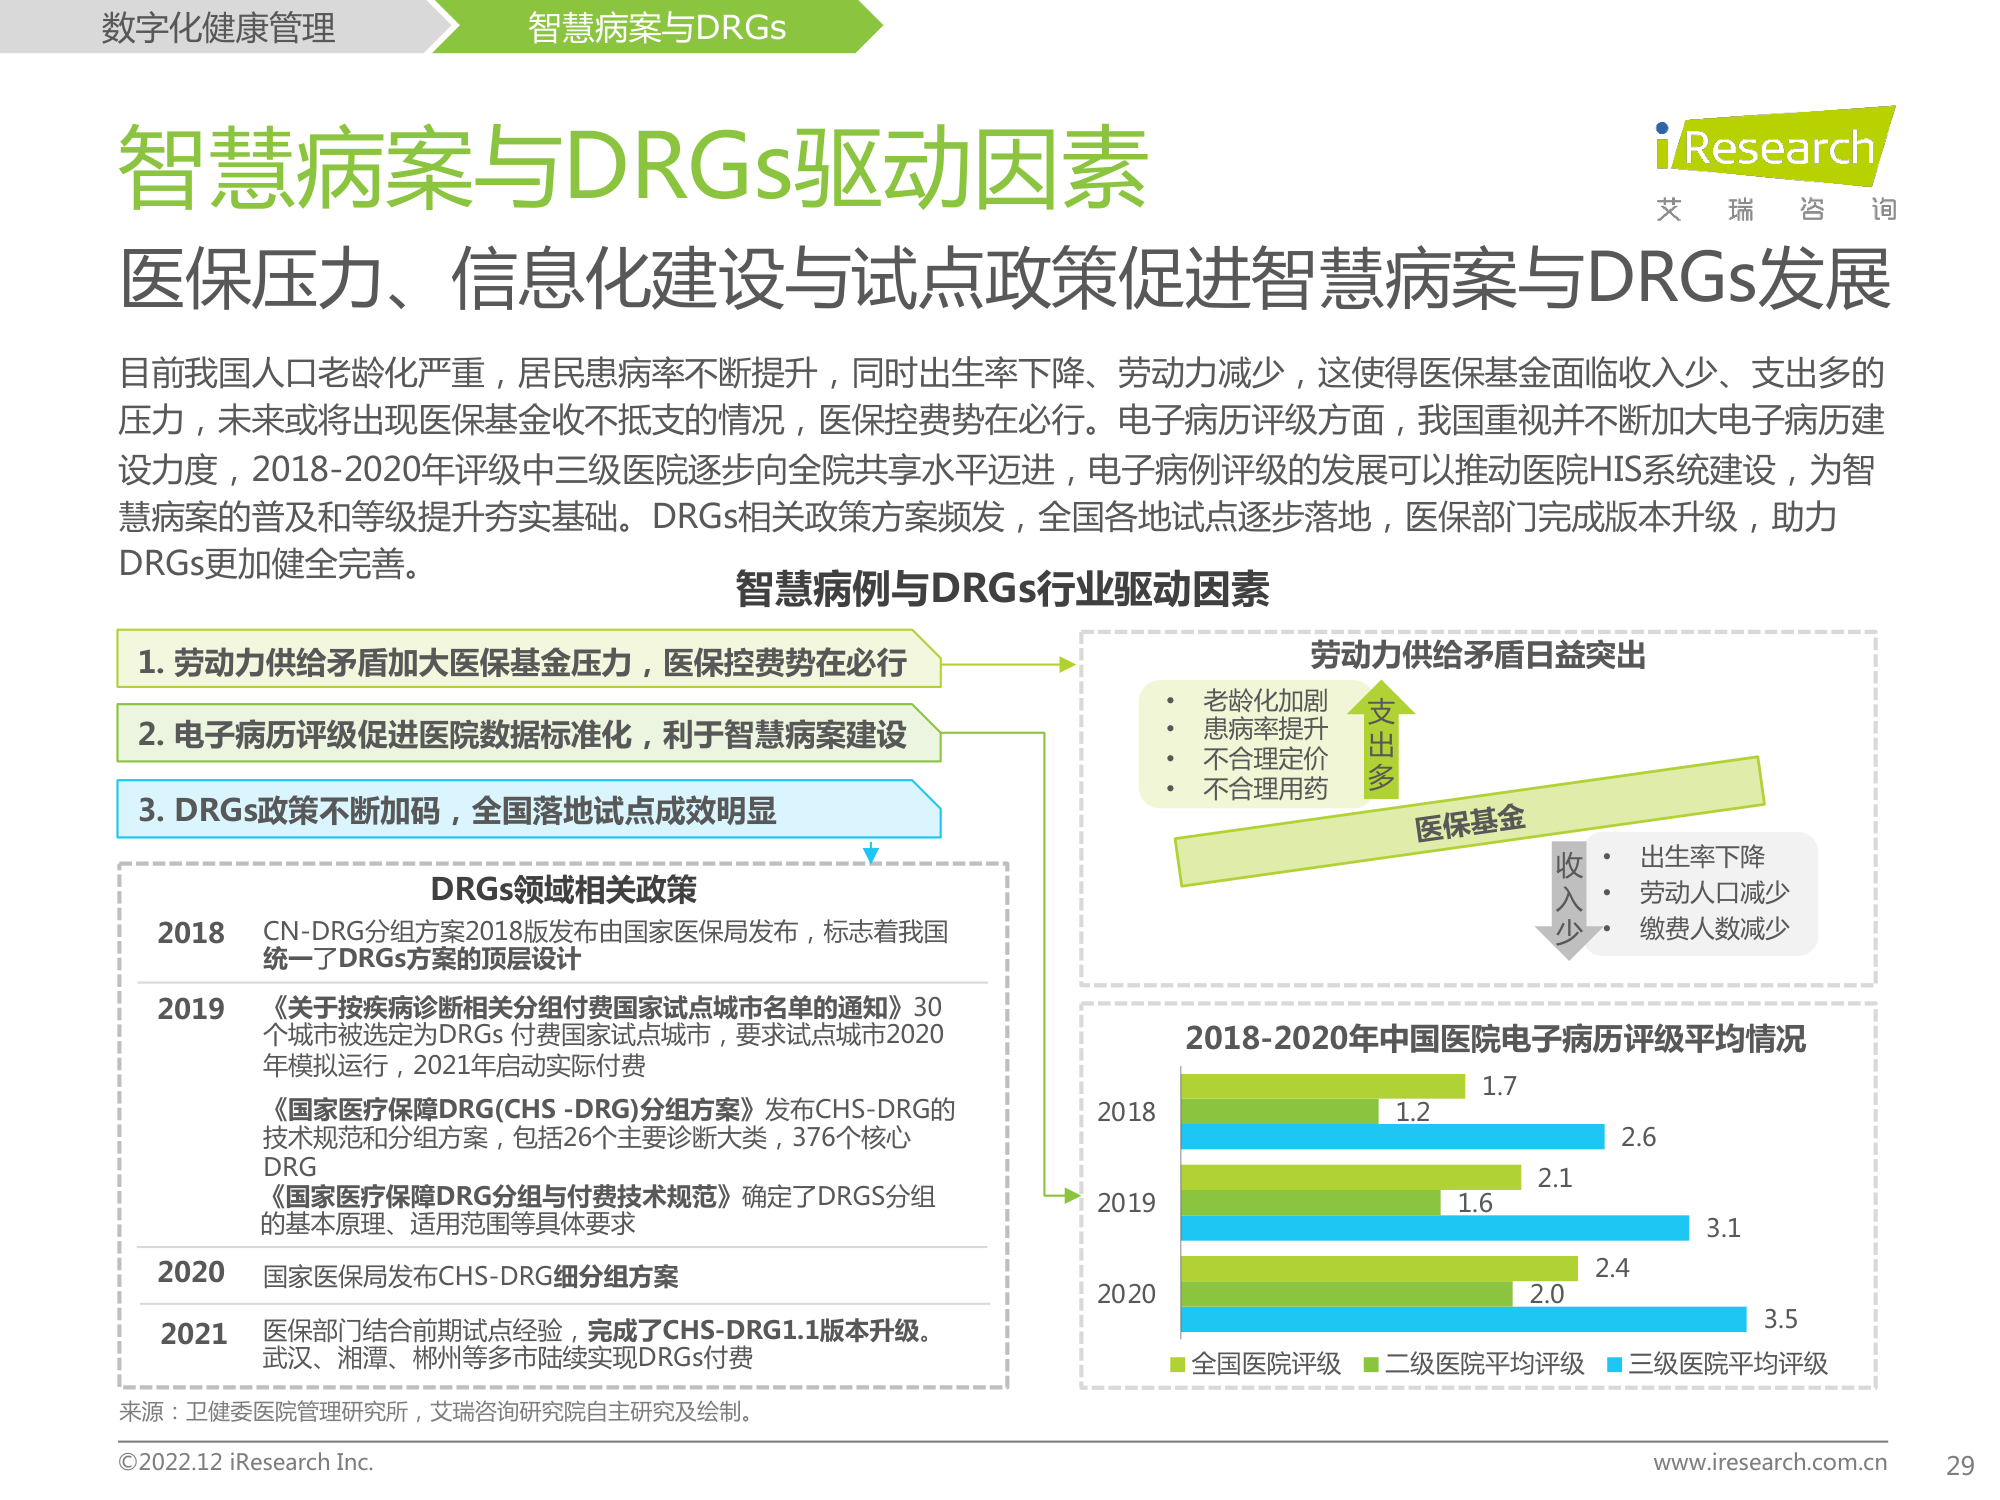 数字化健康管理
智慧病案与DRGs
智慧病案与DRGs驱动因素
iResearch
艾瑞咨询
医保压力、信息化建设与试点政策促进智慧病案与DRGs发展
目前我国人口老龄化严重，居民患病率不断提升，同时出生率下降、劳动力减少，这使得医保基金面临收入少、支出多的
压力，未来或将出现医保基金收不抵支的情况，医保控费势在必行。电子病历评级方面，我国重视并不断加大电子病历建
设力度，2018-2020年评级中三级医院逐步向全院共享水平迈进，电子病例评级的发展可以推动医院HIS系统建设，为智
慧病案的普及和等级提升夯实基础。DRGs相关政策方案频发，全国各地试点逐步落地，医保部门完成版本升级，助力
DRGs更加健全完善。
智慧病例与DRGs行业驱动因素
1. 劳动力供给矛盾加大医保基金压力，医保控费势在必行
2. 电子病历评级促进医院数据标准化，利于智慧病案建设
3. DRGs政策不断加码，全国落地试点成效明显
DRGs领域相关政策
2018
CN-DRG分组方案2018版发布由国家医保局发布，标志着我国
统一了DRGs方案的顶层设计
2019
《关于按疾病诊断相关分组付费国家试点城市名单的通知》30
个城市被选定为DRGs 付费国家试点城市，要求试点城市2020
年模拟运行，2021年启动实际付费
《国家医疗保障DRG(CHS -DRG)分组方案》发布CHS-DRG的
技术规范和分组方案，包括26个主要诊断大类，376个核心
DRG
《国家医疗保障DRG分组与付费技术规范》确定了DRGS分组
的基本原理、适用范围等具体要求
2020
国家医保局发布CHS-DRG细分组方案
2021
医保部门结合前期试点经验，完成了CHS-DRG1.1版本升级。
武汉、湘潭、郴州等多市陆续实现DRGs付费
劳动力供给矛盾日益突出
• 老龄化加剧
• 患病率提升
• 不合理定价
• 不合理用药
支出多
医保基金
收入少
• 出生率下降
• 劳动人口减少
• 缴费人数减少
2018-2020年中国医院电子病历评级平均情况
2018
1.7
1.2
2.6
2019
2.1
1.6
3.1
2020
2.4
2.0
3.5
全国医院评级 二级医院平均评级 三级医院平均评级
来源：卫健委医院管理研究所，艾瑞咨询研究院自主研究及绘制。
©2022.12 iResearch Inc.
www.iresearch.com.cn
29